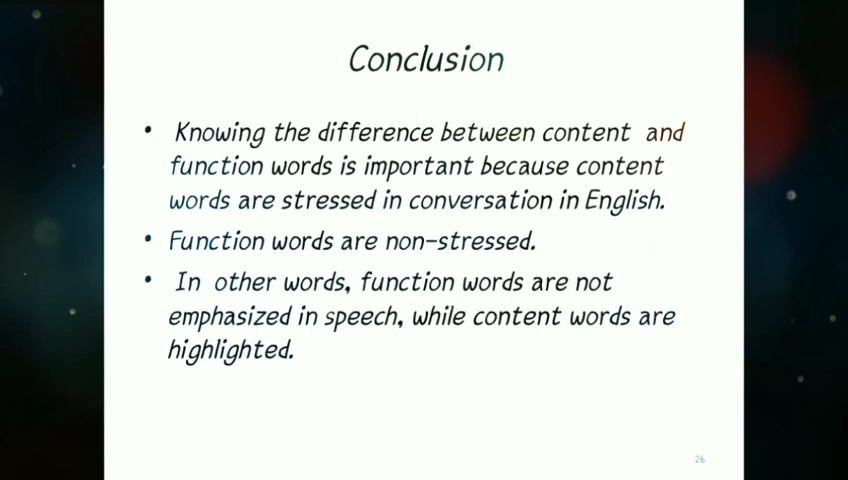 Conclusion
• Knowing the difference between content and
function words is important because content
words are stressed in conversation in English.
• Function words are non-stressed.
• In other words, function words are not
emphasized in speech, while content words are
highlighted.
26